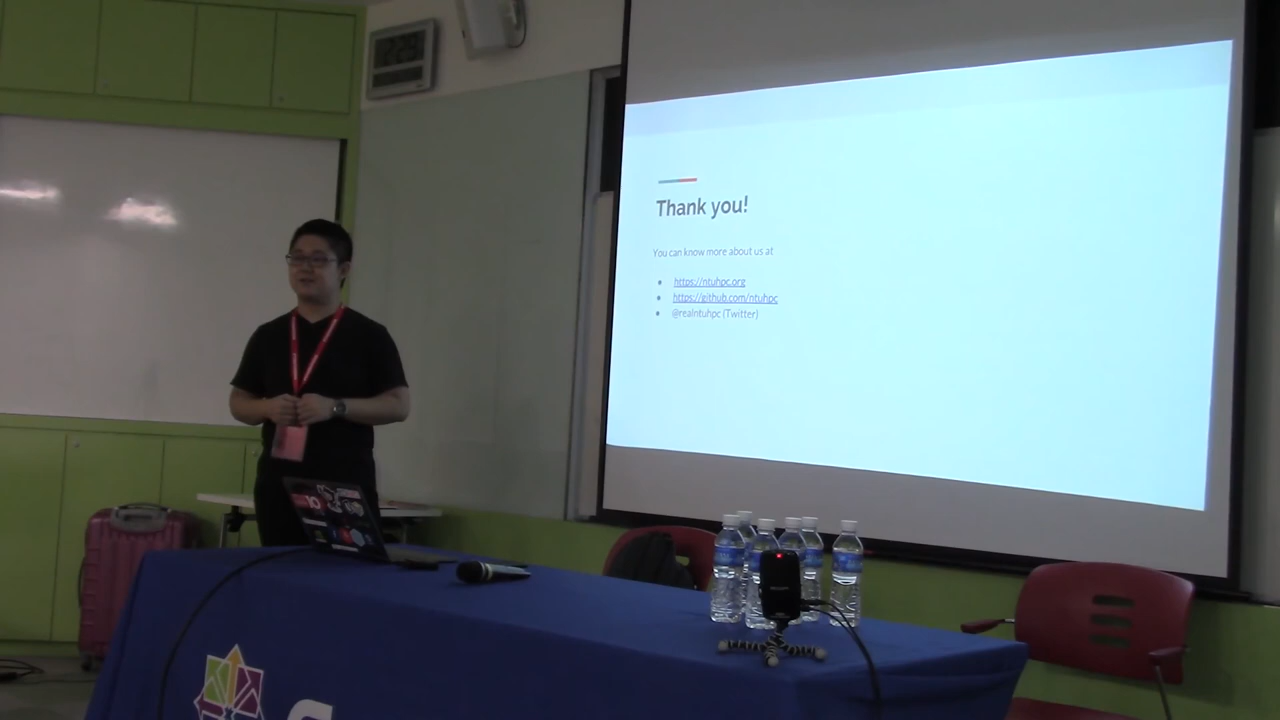 Thank you!
You can know more about us at
https://ntuhpc.org
https://github.com/ntuhpc
@realntuhpc (Twitter)